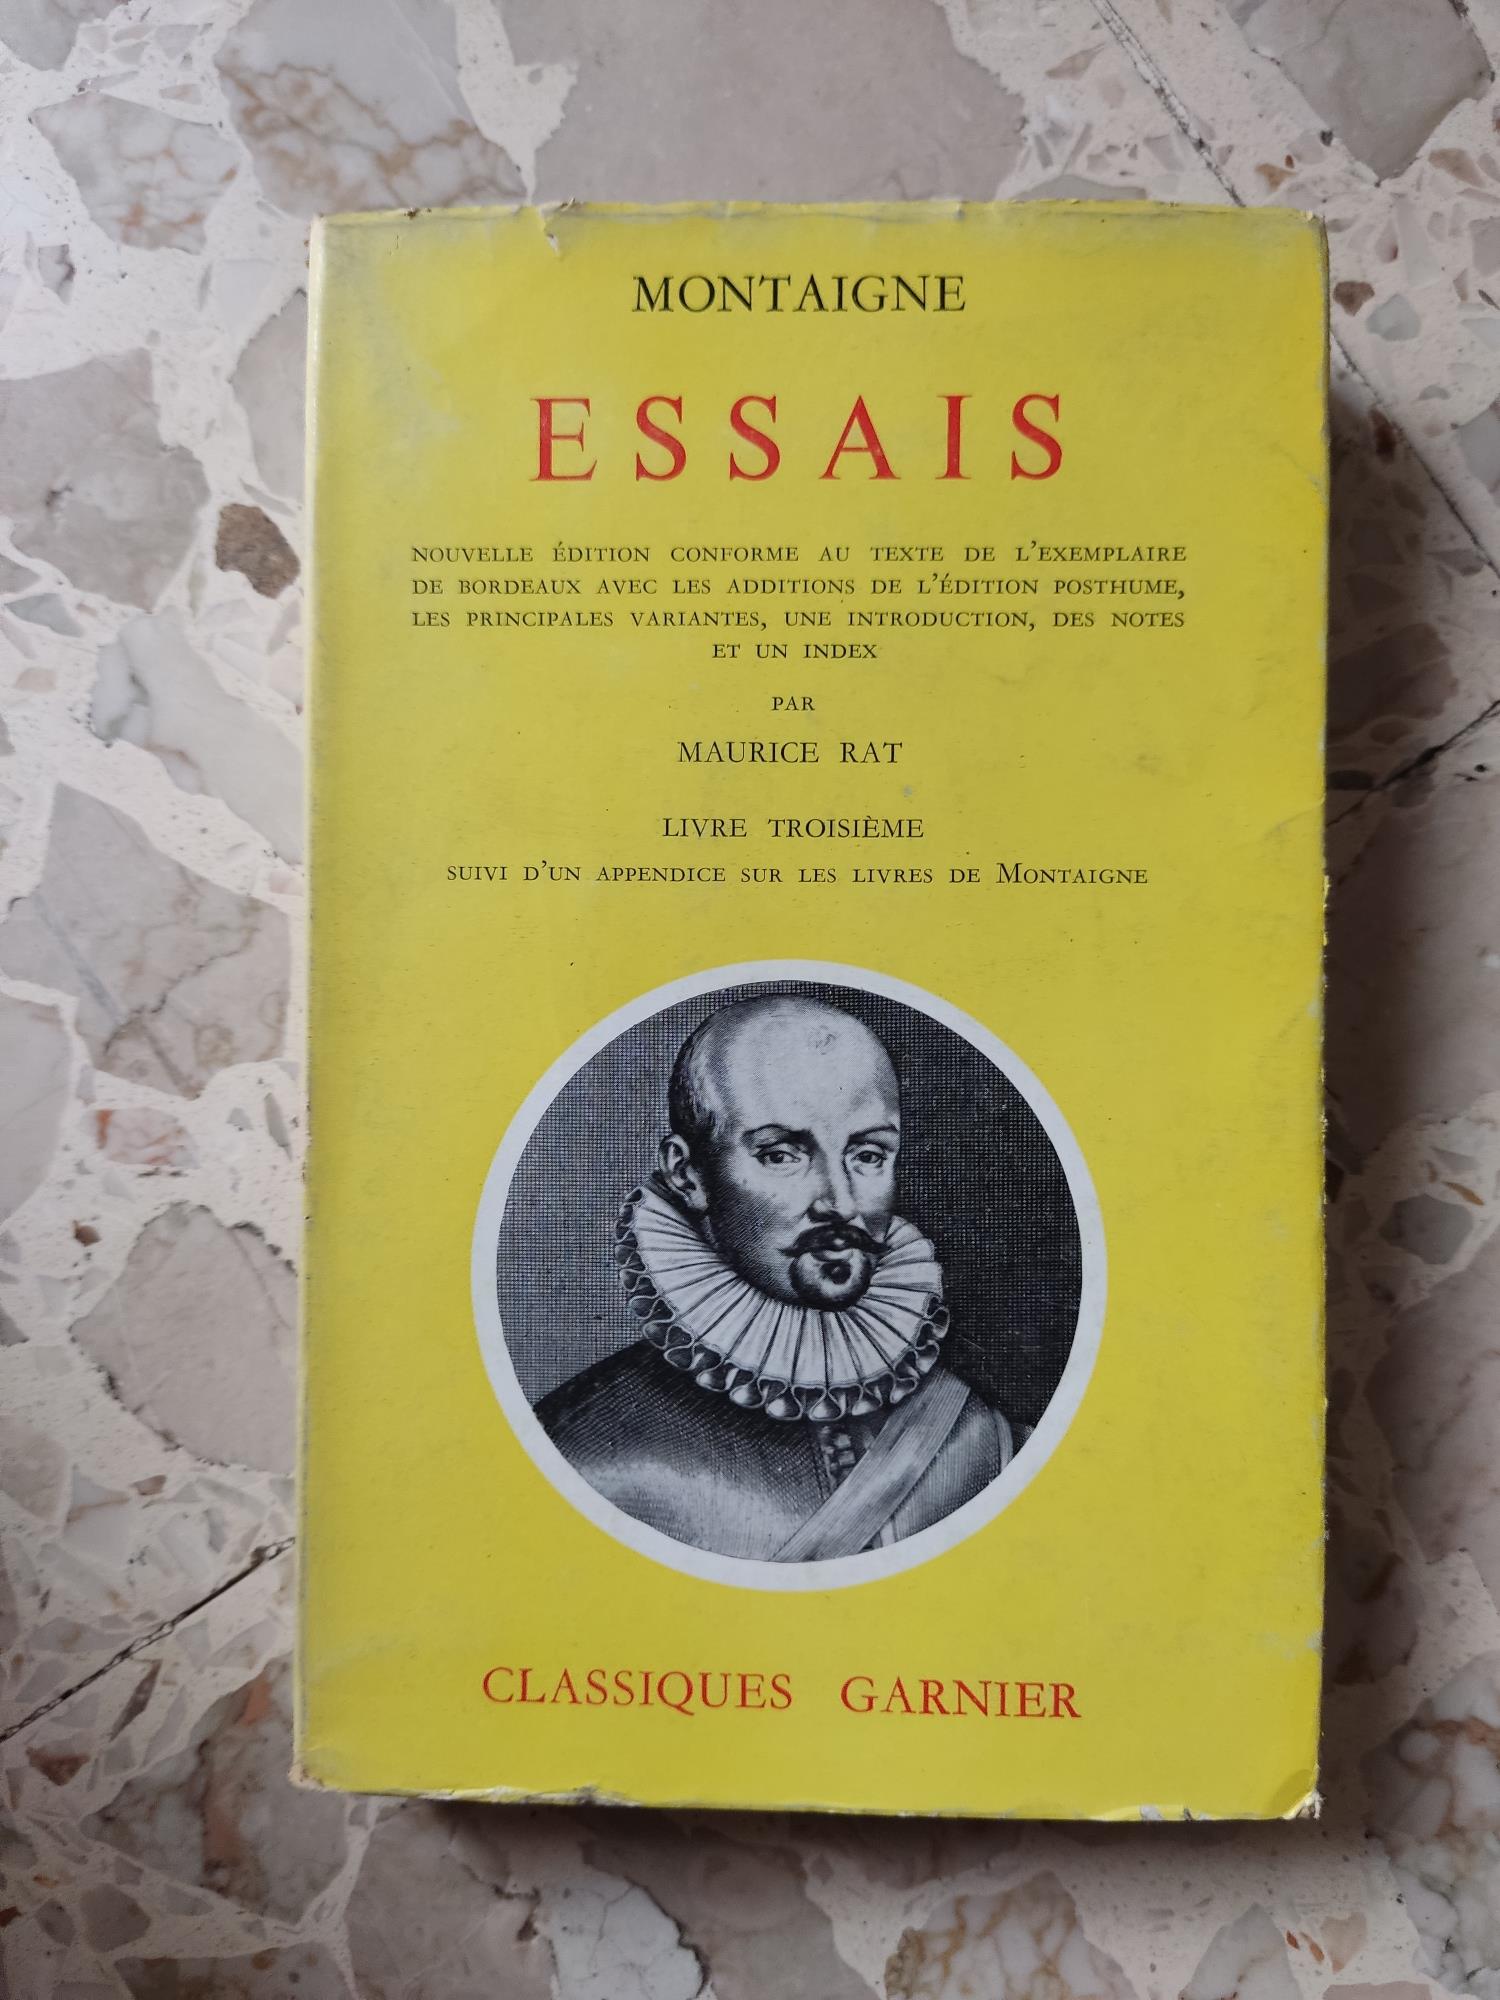 MONTAIGNE
ESSAIS
NOUVELLE ÉDITION CONFORME AU TEXTE DE L'EXEMPLAIRE
DE BORDEAUX AVEC LES ADDITIONS DE L'ÉDITION POSTHUME,
LES PRINCIPALES VARIANTES, UNE INTRODUCTION, DES NOTES
ET UN INDEX
PAR
MAURICE RAT
LIVRE TROISIÈME
SUIVI D'UN APPENDICE SUR LES LIVRES DE MONTAIGNE
CLASSIQUES GARNIER